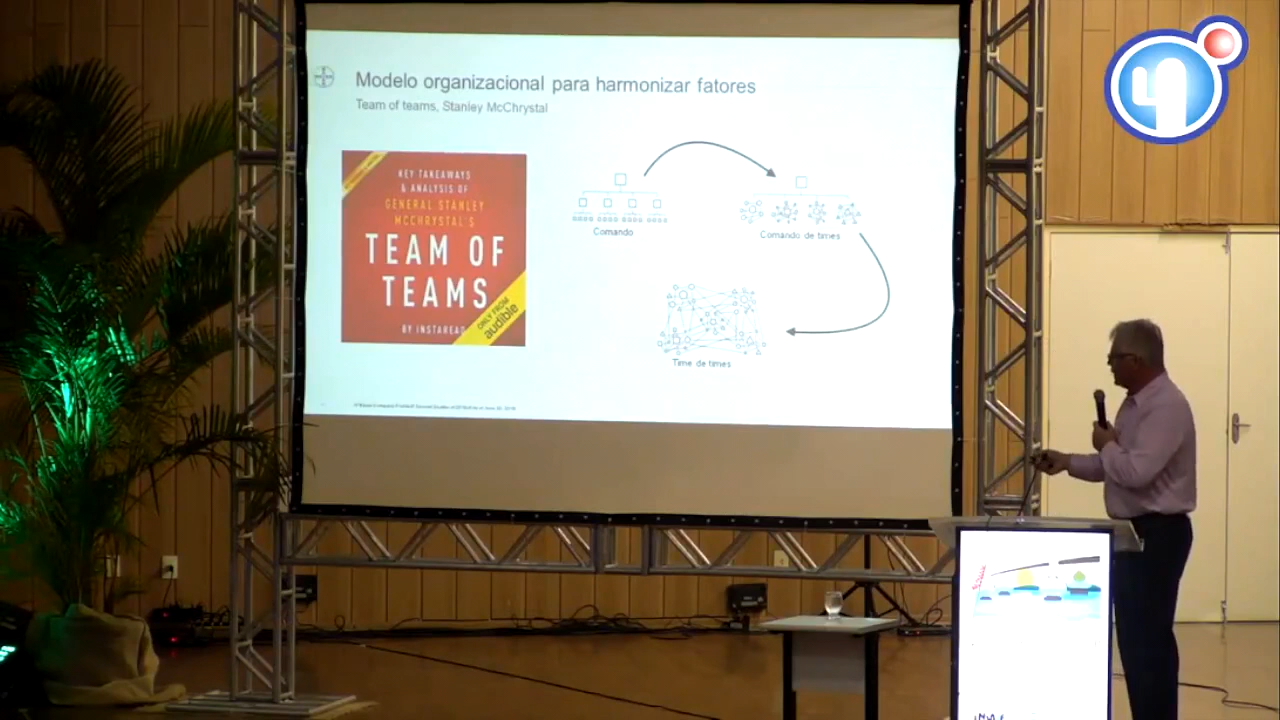 Modelo organizacional para harmonizar fatores
Team of teams, Stanley McChrystal
KEY TAKEAWAYS
& ANALYSIS OF
GENERAL STANLEY
MCCHRYSTAL'S
TEAM OF
TEAMS
BY INSTAREAD
ONLY FROM
audible
Comando
Comando de times
Time de times